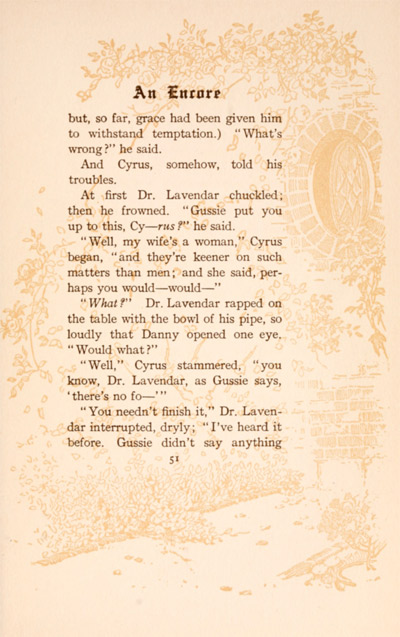 An Encore
but, so far, grace had been given him
to withstand temptation.) "What's
wrong?" he said.
And Cyrus, somehow, told his
troubles.
At first Dr. Lavendar chuckled;
then he frowned. "Gussie put you
up to this, Cy—rus?" he said.
"Well, my wife's a woman," Cyrus
began, "and they're keener on such
matters than men; and she said, per-
haps you would—would—"
"What?" Dr. Lavendar rapped on
the table with the bowl of his pipe, so
loudly that Danny opened one eye.
"Would what?"
"Well," Cyrus stammered, "you
know, Dr. Lavendar, as Gussie says,
'there's no fo—'"
"You needn't finish it," Dr. Laven-
dar interrupted, dryly; "I've heard it
before. Gussie didn't say anything
51